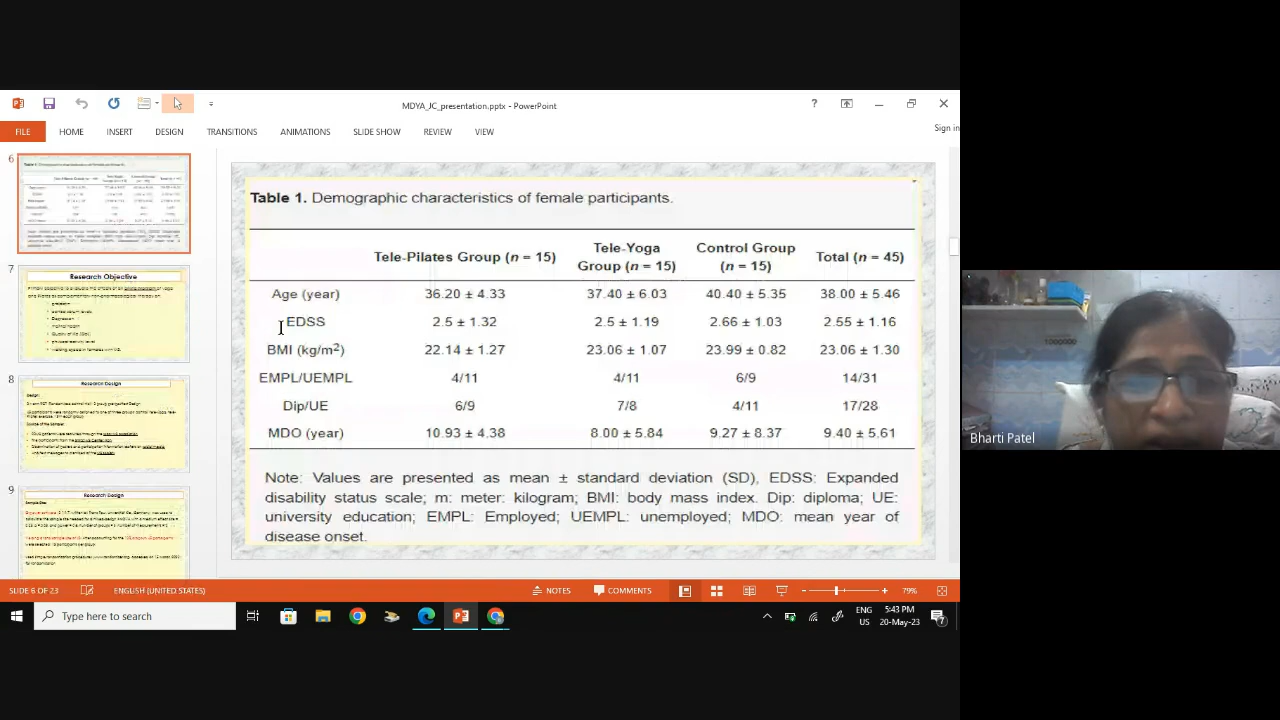 MDYA_JC_presentation.pptx - PowerPoint
?
FILE HOME INSERT DESIGN TRANSITIONS ANIMATIONS SLIDE SHOW REVIEW VIEW
Sign in
6
7
Research Objective
8
Research Design
9
Research Design
Table 1. Demographic characteristics of female participants.
Tele-Pilates Group (n = 15) Tele-Yoga Group (n = 15) Control Group (n = 15) Total (n = 45)
Age (year) 36.20 ± 4.33 37.40 ± 6.03 40.40 ± 5.35 38.00 ± 5.46
EDSS 2.5 ± 1.32 2.5 ± 1.19 2.66 ± 1.03 2.55 ± 1.16
BMI (kg/m²) 22.14 ± 1.27 23.06 ± 1.07 23.99 ± 0.82 23.06 ± 1.30
EMPL/UEMPL 4/11 4/11 6/9 14/31
Dip/UE 6/9 7/8 4/11 17/28
MDO (year) 10.93 ± 4.38 8.00 ± 5.84 9.27 ± 8.37 9.40 ± 5.61
Note: Values are presented as mean ± standard deviation (SD), EDSS: Expanded
disability status scale; m: meter: kilogram; BMI: body mass index. Dip: diploma; UE:
university education; EMPL: Employed; UEMPL: unemployed; MDO: mean year of
disease onset.
Bharti Patel
SLIDE 6 OF 23 ENGLISH (UNITED STATES) NOTES COMMENTS 79%
Type here to search
ENG
US
5:43 PM
20-May-23
7